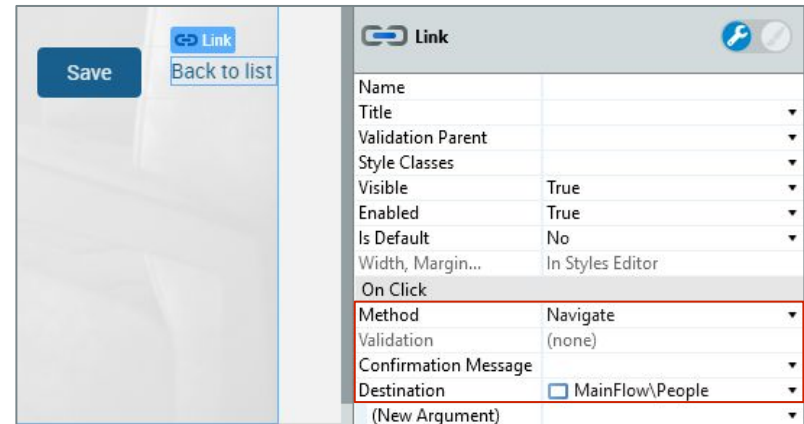 Link
Save
Back to list
Link
Name
Title
Validation Parent
Style Classes
Visible True
Enabled True
Is Default No
Width, Margin... In Styles Editor
On Click
Method Navigate
Validation (none)
Confirmation Message
Destination MainFlow\People
(New Argument)